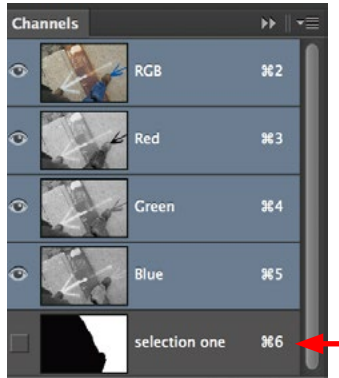 Channels
RGB ⌘2
Red ⌘3
Green ⌘4
Blue ⌘5
selection one ⌘6